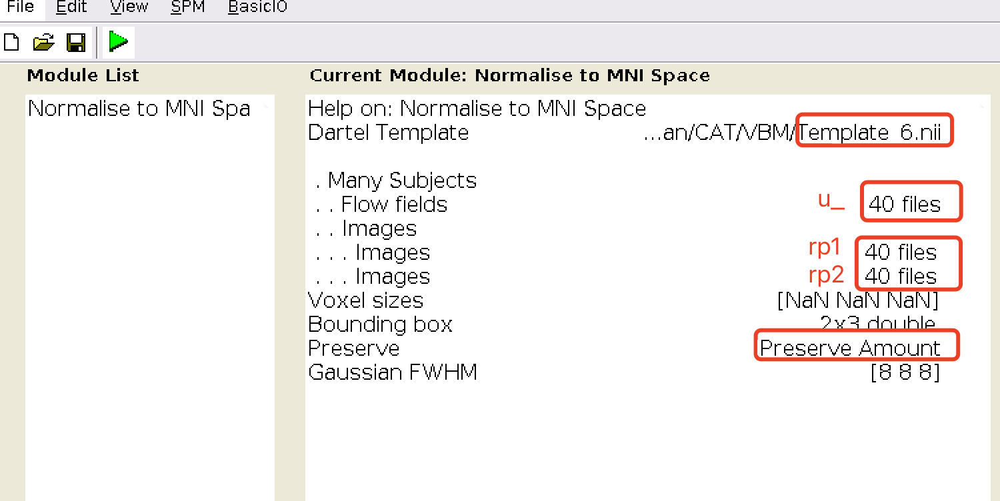 File Edit View SPM BasicIO
Module List
Current Module: Normalise to MNI Space
Normalise to MNI Spa
Help on: Normalise to MNI Space
Dartel Template ...an/CAT/VBM/Template_6.nii
. Many Subjects
. . Flow fields u_ 40 files
. . Images
. . . Images rp1 40 files
. . . Images rp2 40 files
Voxel sizes [NaN NaN NaN]
Bounding box 2x3 double
Preserve Preserve Amount
Gaussian FWHM [8 8 8]